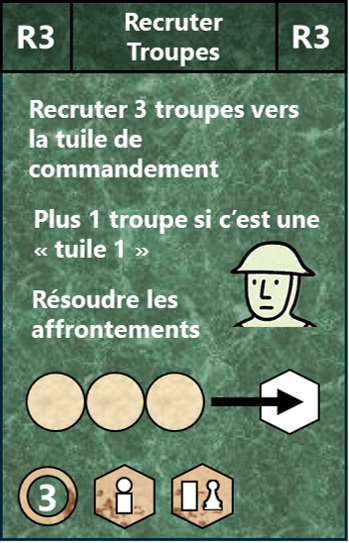 R3 Recruter R3
Troupes
Recruter 3 troupes vers
la tuile de
commandement
Plus 1 troupe si c’est une
« tuile 1 »
Résoudre les
affrontements
3